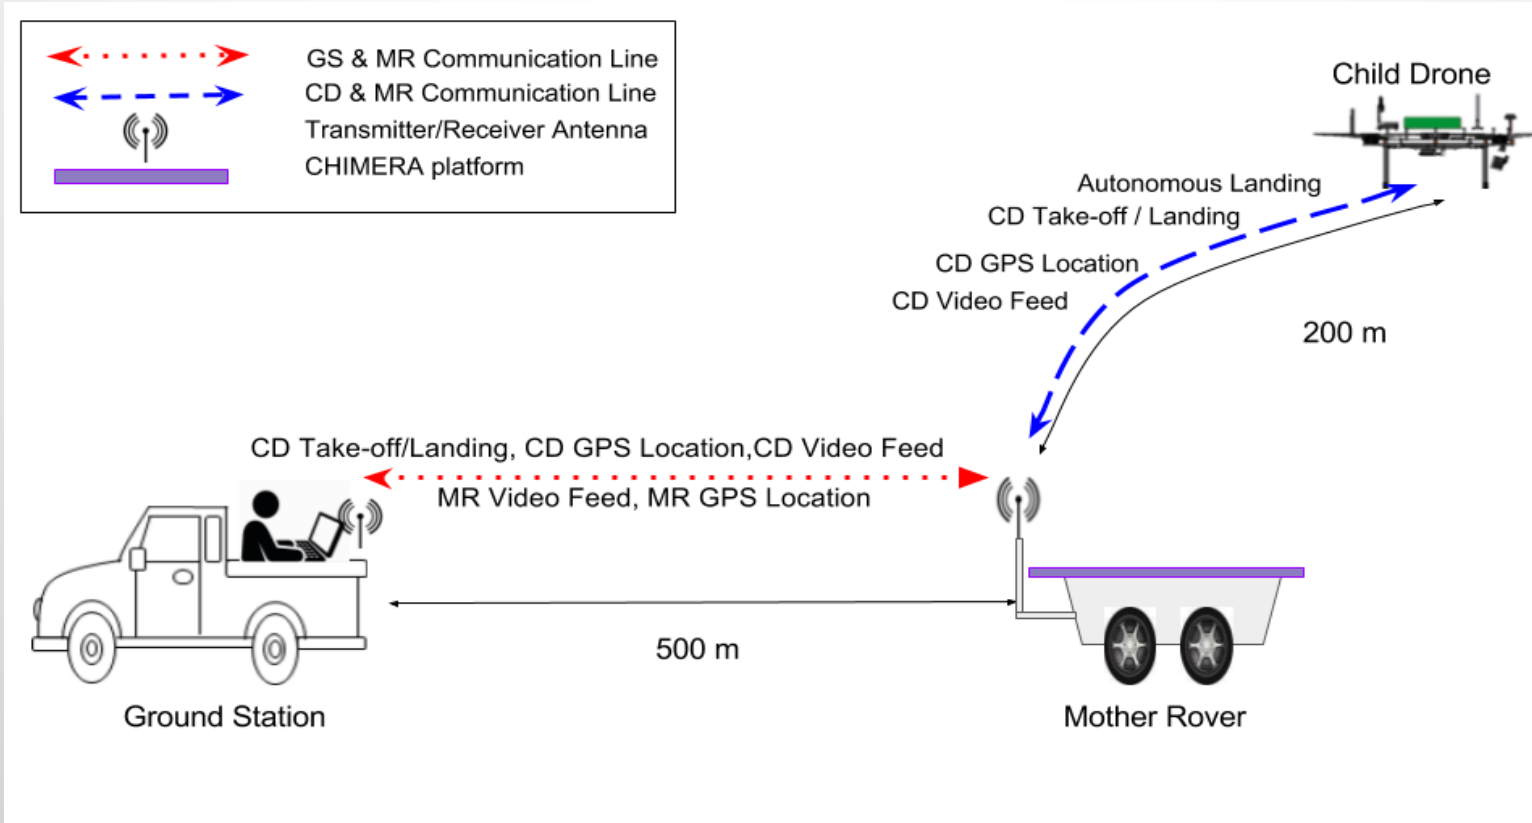 GS & MR Communication Line
CD & MR Communication Line
Transmitter/Receiver Antenna
CHIMERA platform
Child Drone
Autonomous Landing
CD Take-off / Landing
CD GPS Location
CD Video Feed
200 m
CD Take-off/Landing, CD GPS Location,CD Video Feed
MR Video Feed, MR GPS Location
500 m
Ground Station
Mother Rover